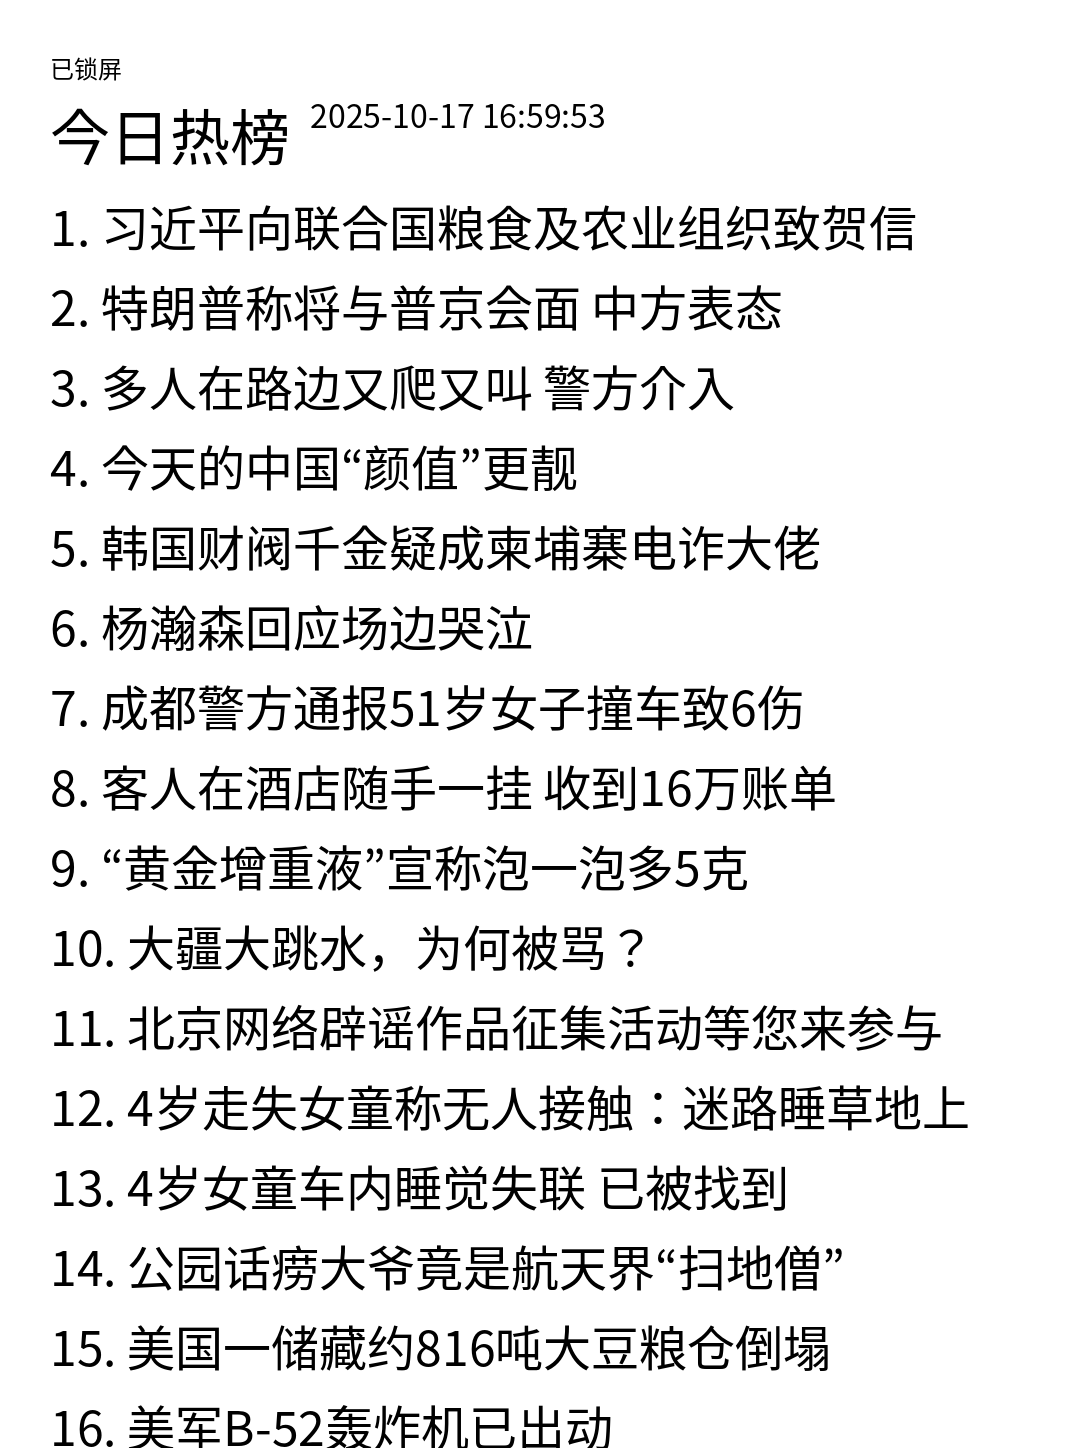 已锁屏
今日热榜 2025-10-17 16:59:53
1. 习近平向联合国粮食及农业组织致贺信
2. 特朗普称将与普京会面 中方表态
3. 多人在路边又爬又叫 警方介入
4. 今天的中国“颜值”更靓
5. 韩国财阀千金疑成柬埔寨电诈大佬
6. 杨瀚森回应场边哭泣
7. 成都警方通报51岁女子撞车致6伤
8. 客人在酒店随手一挂 收到16万账单
9. “黄金增重液”宣称泡一泡多5克
10. 大疆大跳水，为何被骂？
11. 北京网络辟谣作品征集活动等您来参与
12. 4岁走失女童称无人接触：迷路睡草地上
13. 4岁女童车内睡觉失联 已被找到
14. 公园话痨大爷竟是航天界“扫地僧”
15. 美国一储藏约816吨大豆粮仓倒塌
16. 美军B-52轰炸机已出动